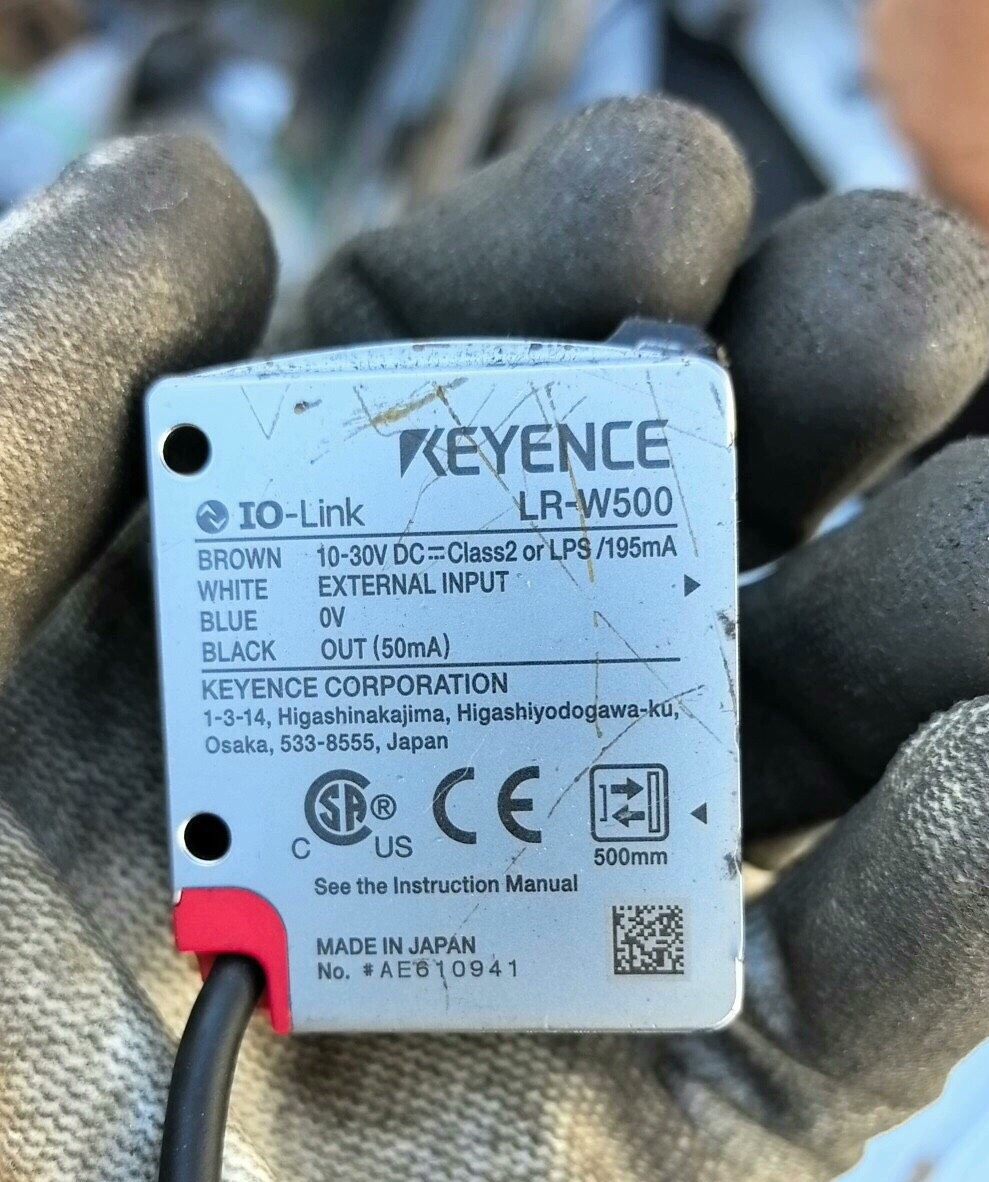 KEYENCE
IO-Link LR-W500
BROWN 10-30V DC⎓Class2 or LPS /195mA
WHITE EXTERNAL INPUT ▶
BLUE 0V
BLACK OUT (50mA)
KEYENCE CORPORATION
1-3-14, Higashinakajima, Higashiyodogawa-ku,
Osaka, 533-8555, Japan
C SA ® US CE
500mm
See the Instruction Manual
MADE IN JAPAN
No. #AE610941